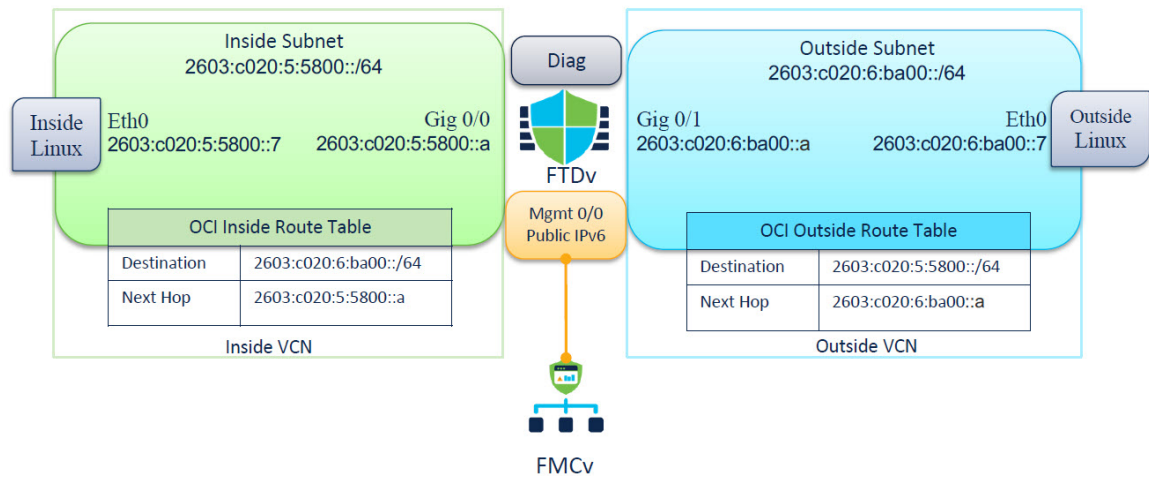 Inside Subnet
2603:c020:5:5800::/64
Inside
Linux
Eth0
2603:c020:5:5800::7
Gig 0/0
2603:c020:5:5800::a
OCI Inside Route Table
Destination 2603:c020:6:ba00::/64
Next Hop 2603:c020:5:5800::a
Inside VCN
Diag
FTDv
Mgmt 0/0
Public IPv6
FMCv
Outside Subnet
2603:c020:6:ba00::/64
Gig 0/1
2603:c020:6:ba00::a
Eth0
2603:c020:6:ba00::7
Outside
Linux
OCI Outside Route Table
Destination 2603:c020:5:5800::/64
Next Hop 2603:c020:6:ba00::a
Outside VCN